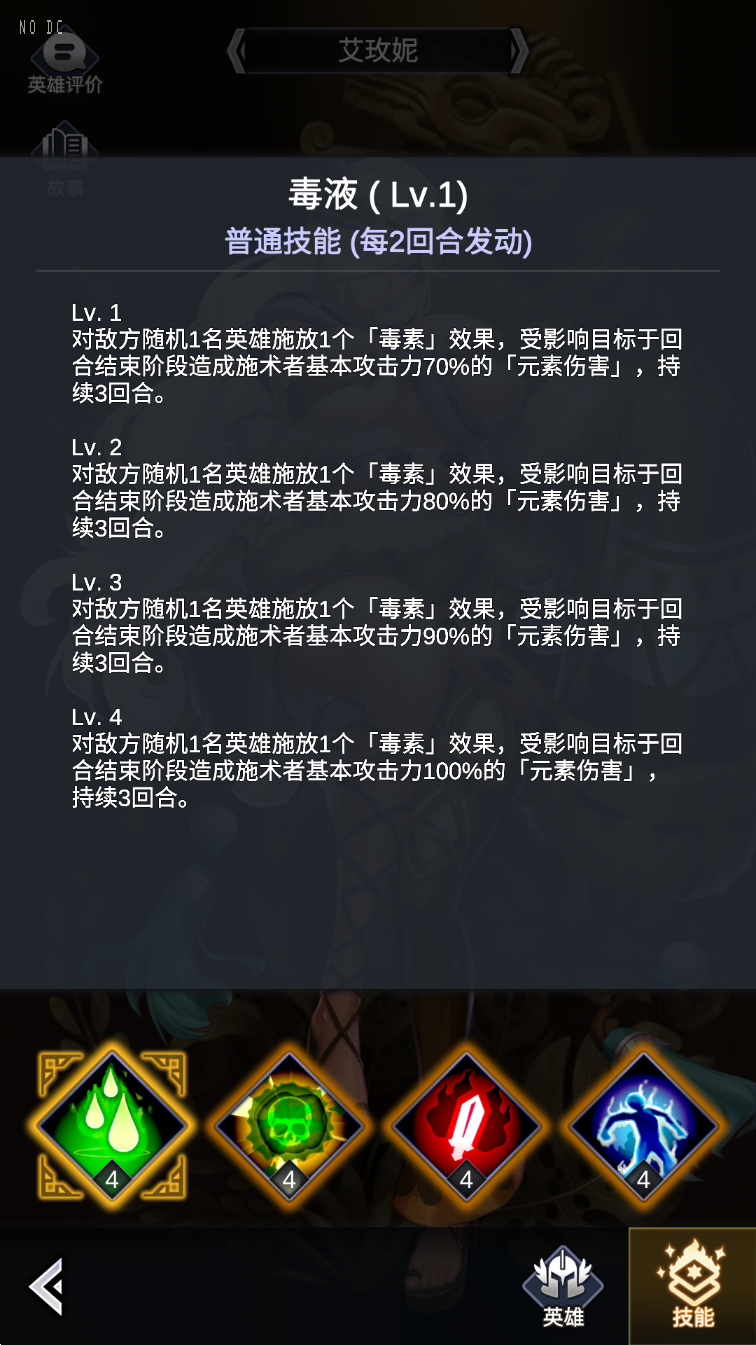 NO DC
艾玫妮
英雄评价
故事
毒液 ( Lv.1)
普通技能 (每2回合发动)
Lv. 1
对敌方随机1名英雄施放1个「毒素」效果，受影响目标于回
合结束阶段造成施术者基本攻击力70%的「元素伤害」，持
续3回合。
Lv. 2
对敌方随机1名英雄施放1个「毒素」效果，受影响目标于回
合结束阶段造成施术者基本攻击力80%的「元素伤害」，持
续3回合。
Lv. 3
对敌方随机1名英雄施放1个「毒素」效果，受影响目标于回
合结束阶段造成施术者基本攻击力90%的「元素伤害」，持
续3回合。
Lv. 4
对敌方随机1名英雄施放1个「毒素」效果，受影响目标于回
合结束阶段造成施术者基本攻击力100%的「元素伤害」，
持续3回合。
4
4
4
4
英雄
技能